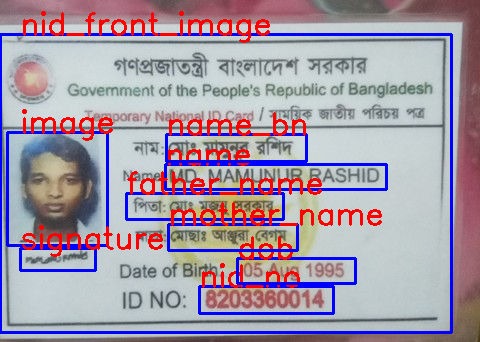 nid_front_image
গণপ্রজাতন্ত্রী বাংলাদেশ সরকার
Government of the People's Republic of Bangladesh
Temporary National ID Card / সাময়িক জাতীয় পরিচয় পত্র
image
name_bn
নাম: মোঃ মামুনুর রশিদ
name
Name: MD. MAMUNUR RASHID
father_name
পিতা: মোঃ সরকার
mother_name
মাতা: মোছাঃ আঞ্জুরা বেগম
signature
dob
Date of Birth: 05 Aug 1995
nid_no
ID NO: 8203360014